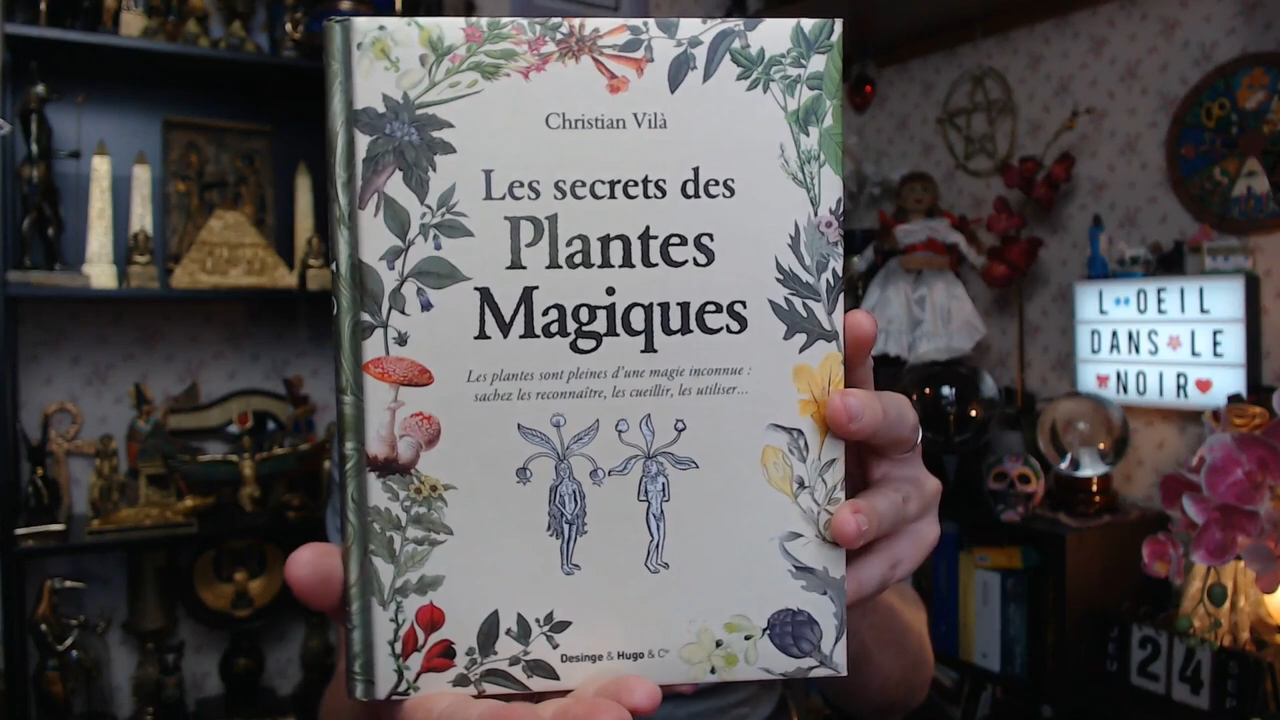 Christian Vilà
Les secrets des
Plantes
Magiques
Les plantes sont pleines d'une magie inconnue :
sachez les reconnaître, les cueillir, les utiliser...
Desinge & Hugo & Cie
L OEIL
DANS LE
NOIR
JEU
24